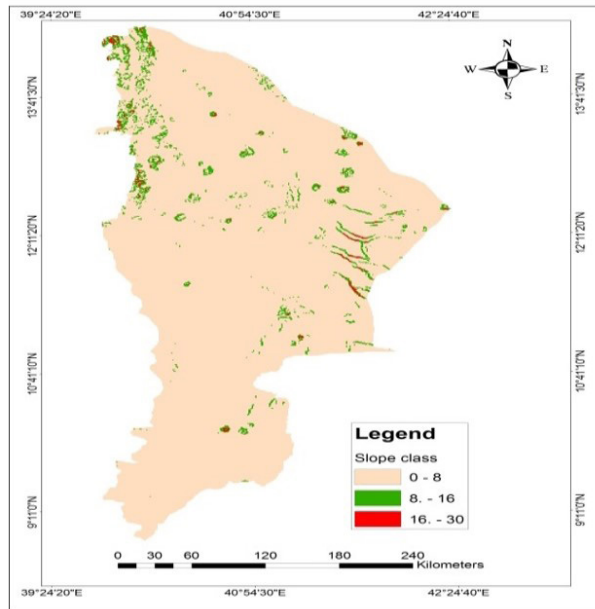 39°24'20"E 40°54'30"E 42°24'40"E
N
W E
S
13°41'30"N 13°41'30"N
12°11'20"N 12°11'20"N
10°41'10"N 10°41'10"N
9°11'0"N 9°11'0"N
Legend
Slope class
0 - 8
8. - 16
16. - 30
0 15 30 60 120 180 240
Kilometers
39°24'20"E 40°54'30"E 42°24'40"E